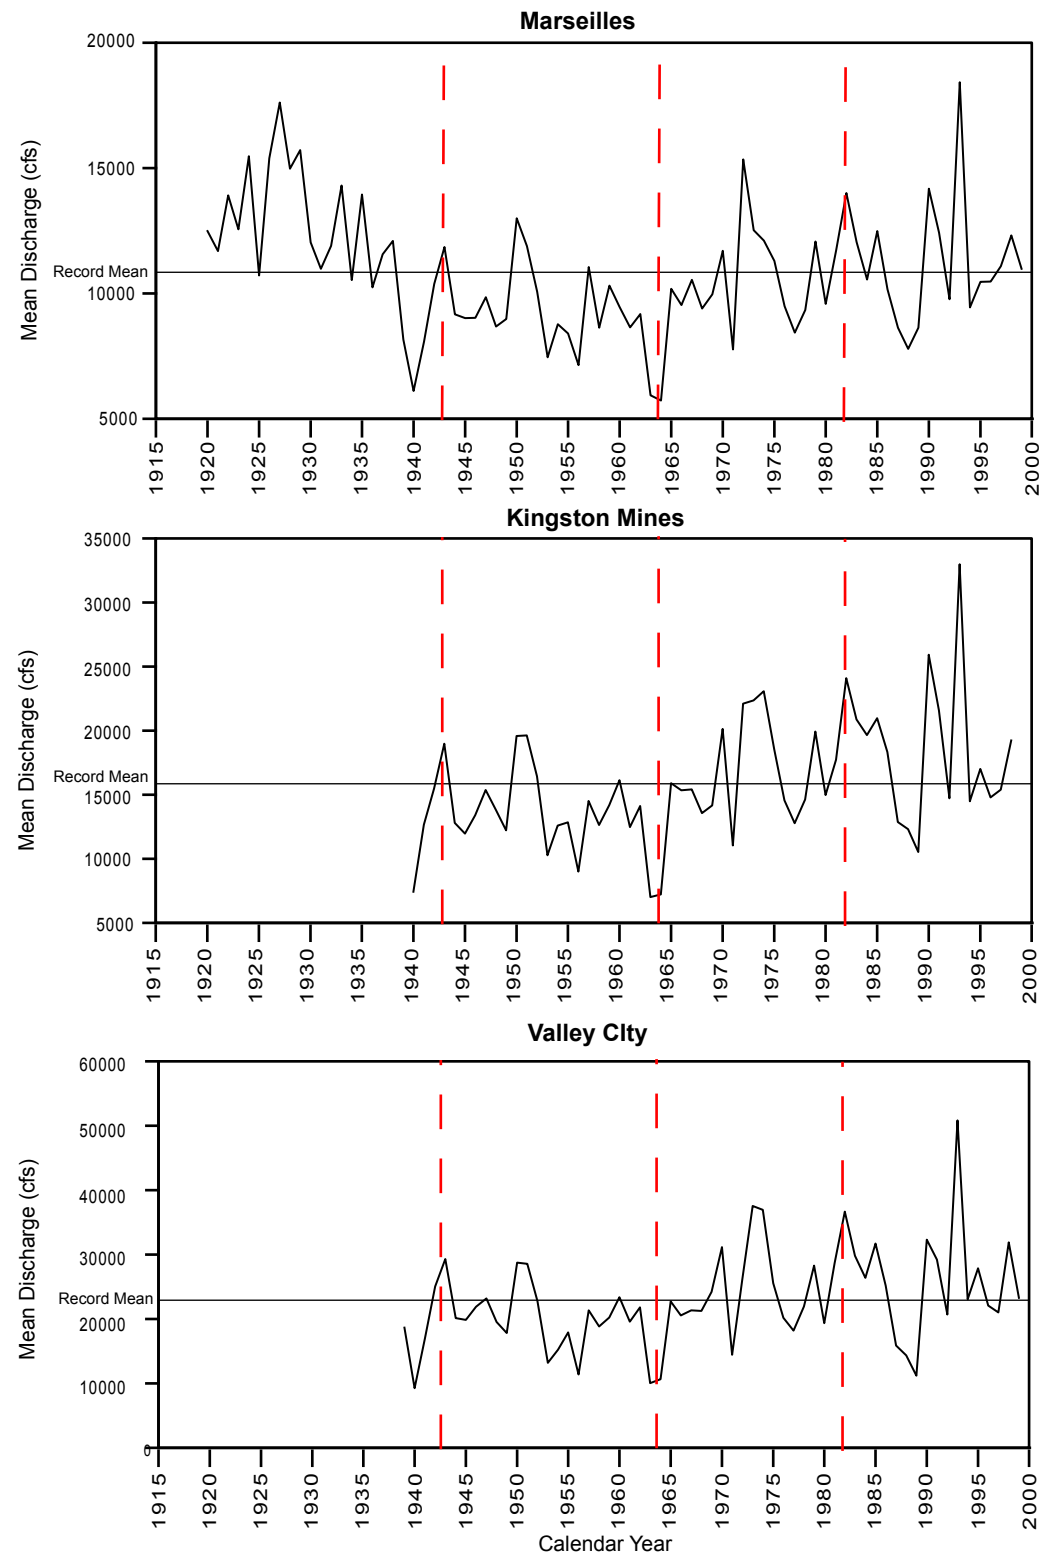 Marseilles
20000
15000
Record Mean
10000
5000
Mean Discharge (cfs)
1915 1920 1925 1930 1935 1940 1945 1950 1955 1960 1965 1970 1975 1980 1985 1990 1995 2000
Kingston Mines
35000
30000
25000
20000
Record Mean
15000
10000
5000
Mean Discharge (cfs)
1915 1920 1925 1930 1935 1940 1945 1950 1955 1960 1965 1970 1975 1980 1985 1990 1995 2000
Valley CIty
60000
50000
40000
30000
Record Mean
20000
10000
0
Mean Discharge (cfs)
1915 1920 1925 1930 1935 1940 1945 1950 1955 1960 1965 1970 1975 1980 1985 1990 1995 2000
Calendar Year